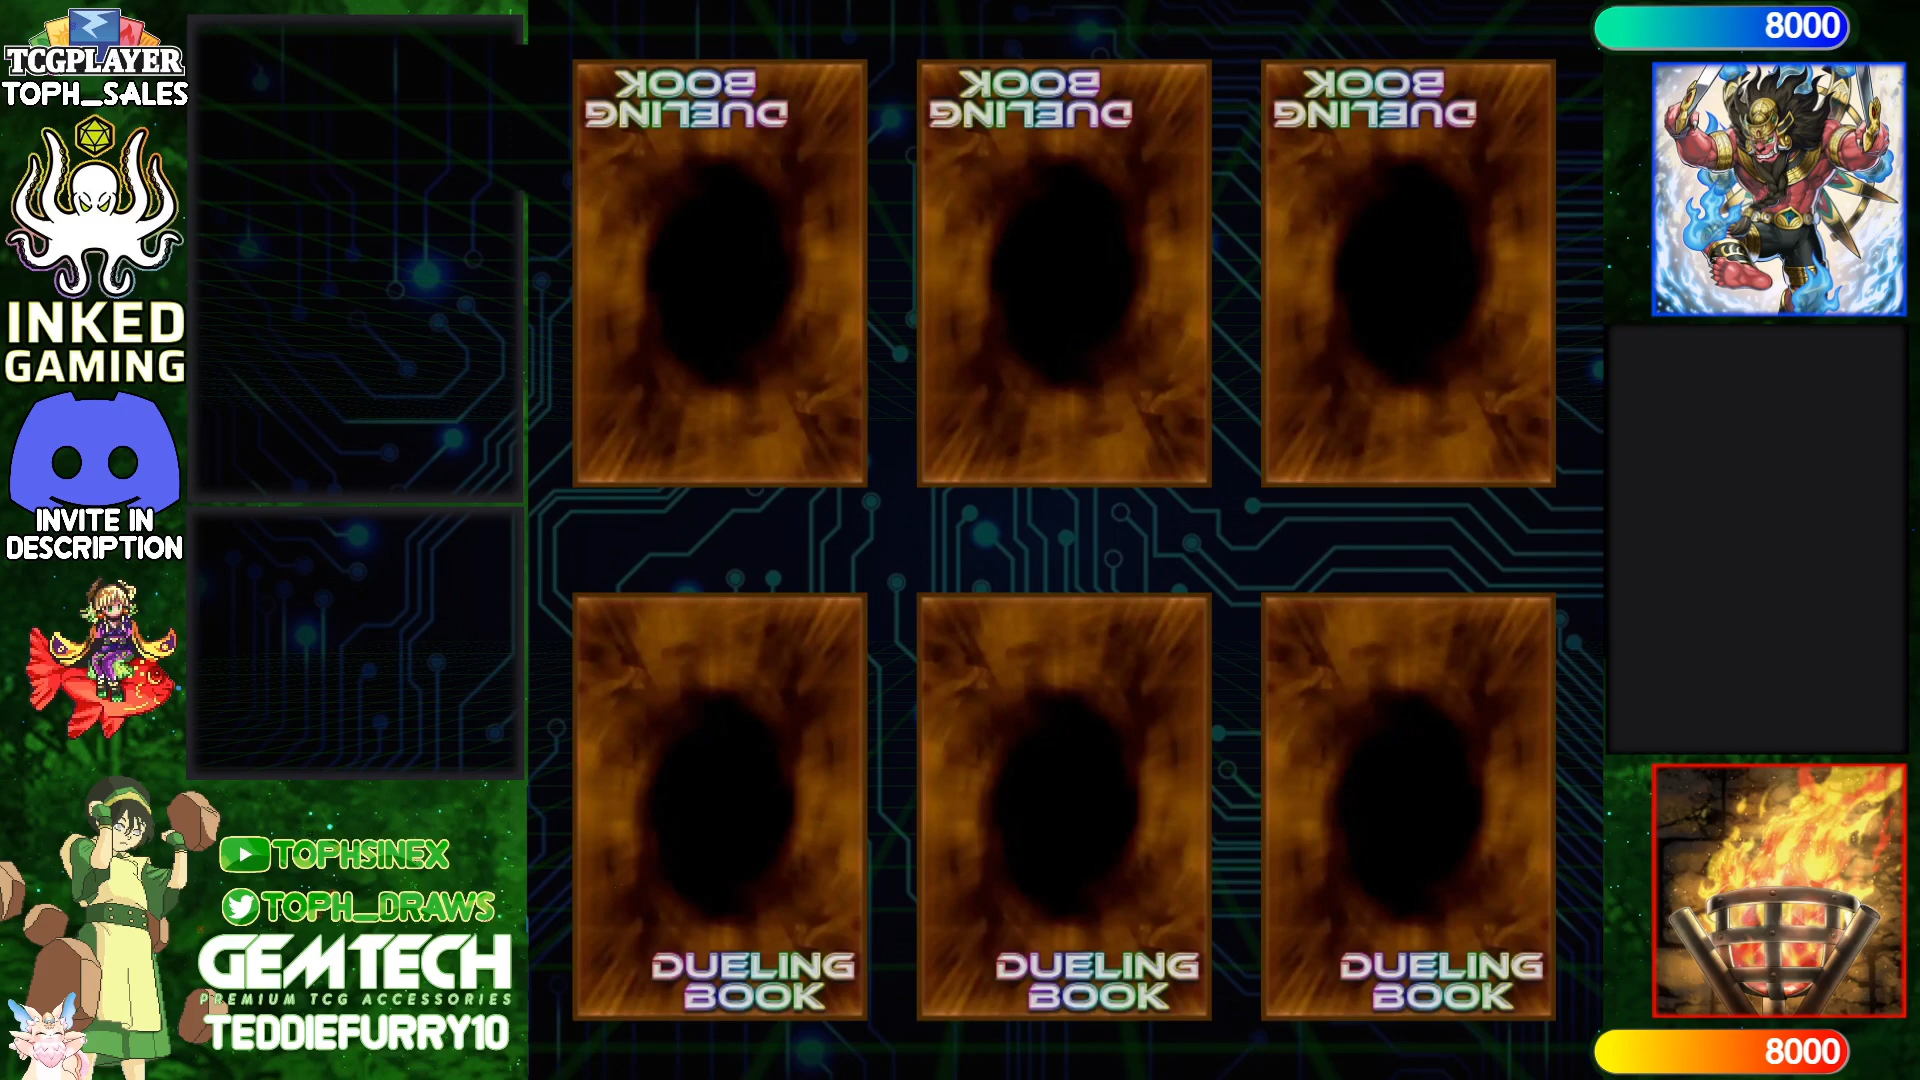 TCGPLAYER
TOPH_SALES
INKED
GAMING
INVITE IN
DESCRIPTION
TOPHSINEX
TOPH_DRAWS
GEMTECH
PREMIUM TCG ACCESSORIES
TEDDIEFURRY10
DUELING
BOOK
DUELING
BOOK
DUELING
BOOK
DUELING
BOOK
DUELING
BOOK
DUELING
BOOK
8000
8000